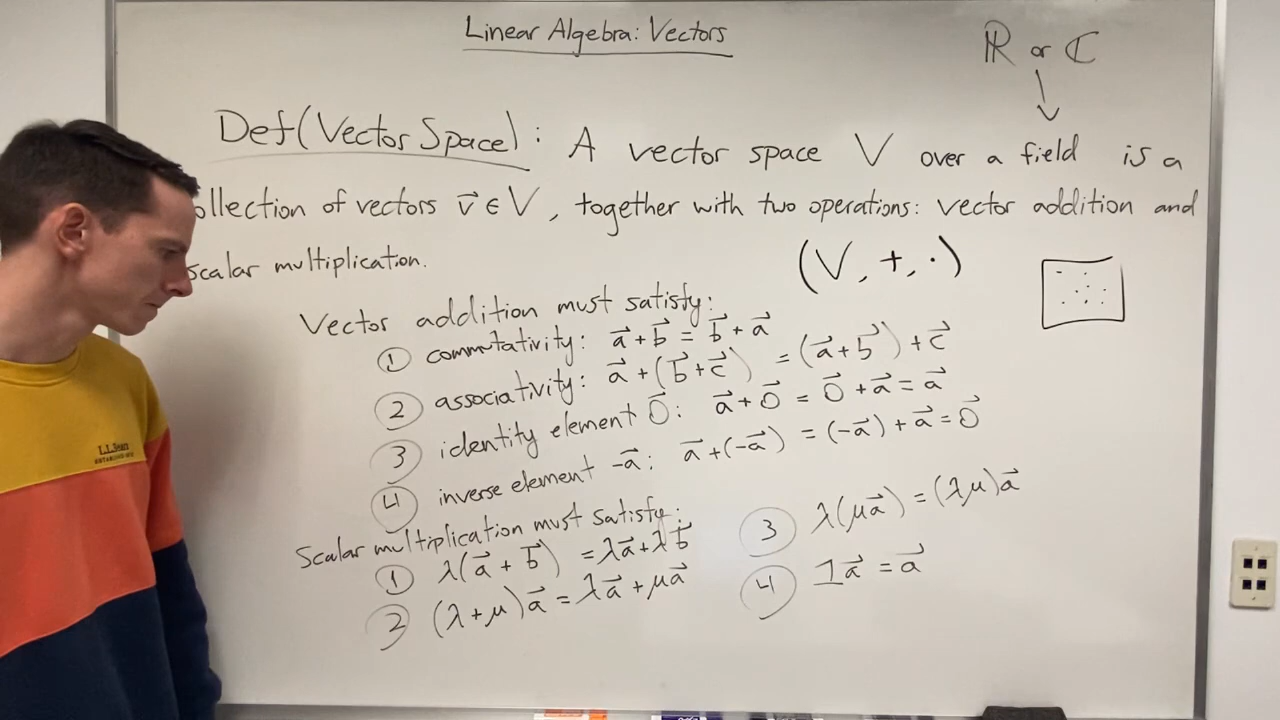 Linear Algebra: Vectors
ℝ or ℂ
Def(Vector Space): A vector space V over a field is a
ollection of vectors v⃗ ∈ V, together with two operations: vector addition and
scalar multiplication.
(V, +, ·)
Vector addition must satisfy:
① commutativity: a⃗ + b⃗ = b⃗ + a⃗
② associativity: a⃗ + (b⃗ + c⃗) = (a⃗ + b⃗) + c⃗
③ identity element 0⃗: a⃗ + 0⃗ = 0⃗ + a⃗ = a⃗
④ inverse element -a⃗: a⃗ + (-a⃗) = (-a⃗) + a⃗ = 0⃗
Scalar multiplication must satisfy:
① λ(a⃗ + b⃗) = λa⃗ + λb⃗
② (λ + μ)a⃗ = λa⃗ + μa⃗
③ λ(μa⃗) = (λμ)a⃗
④ 1a⃗ = a⃗
L.L.Bean